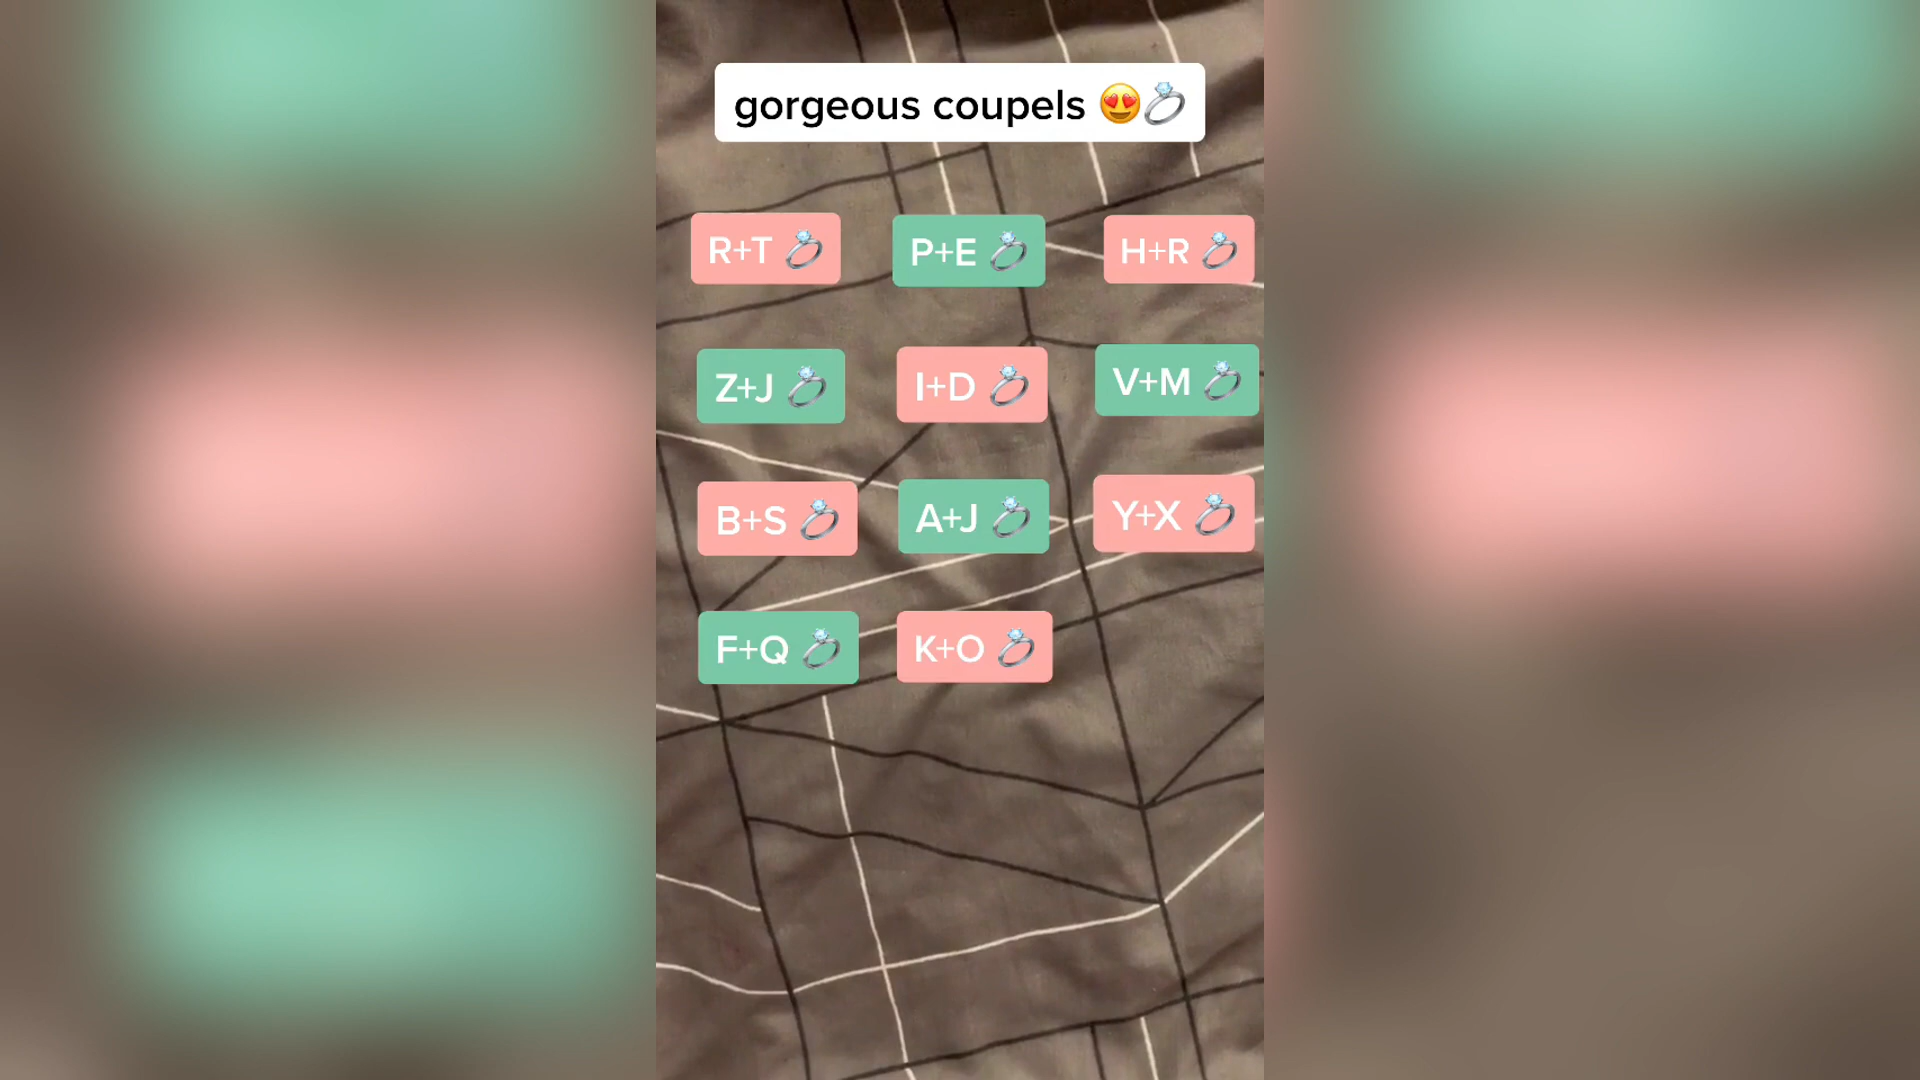 gorgeous coupels 😍💍
R+T 💍
P+E 💍
H+R 💍
Z+J 💍
I+D 💍
V+M 💍
B+S 💍
A+J 💍
Y+X 💍
F+Q 💍
K+O 💍